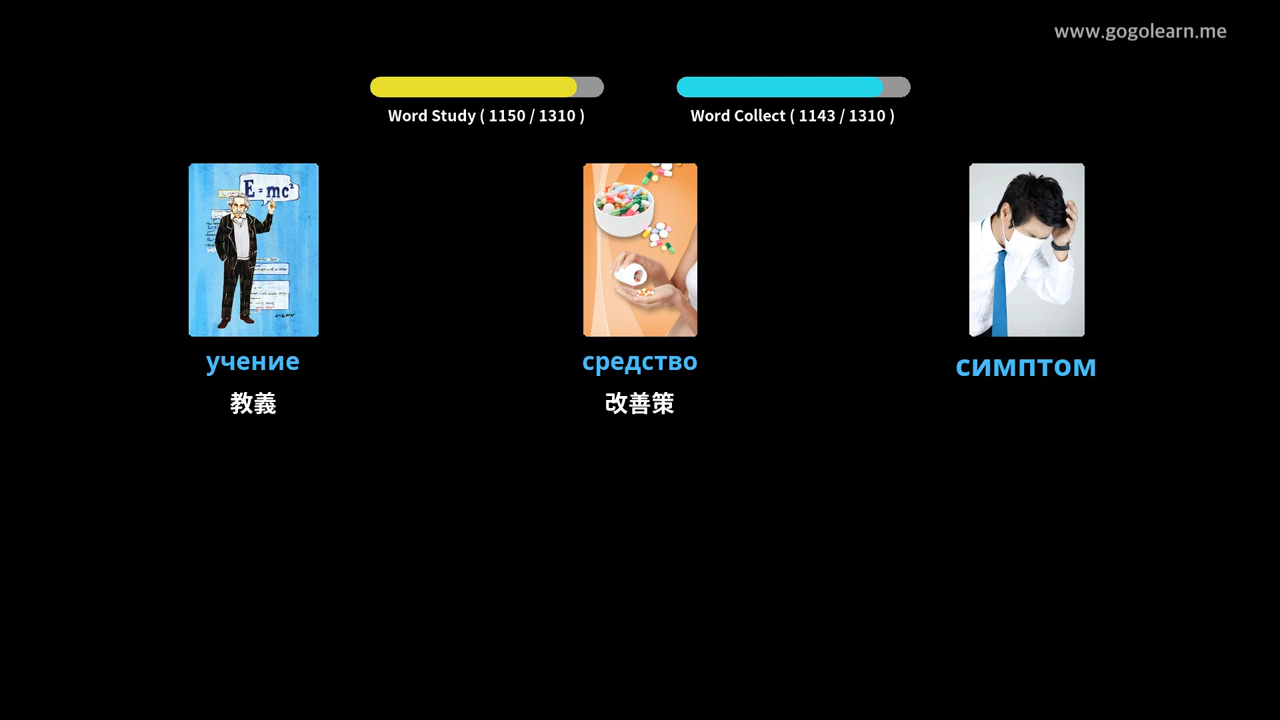 www.gogolearn.me
Word Study ( 1150 / 1310 )
Word Collect ( 1143 / 1310 )
E = mc²
учение
средство
симптом
教義
改善策